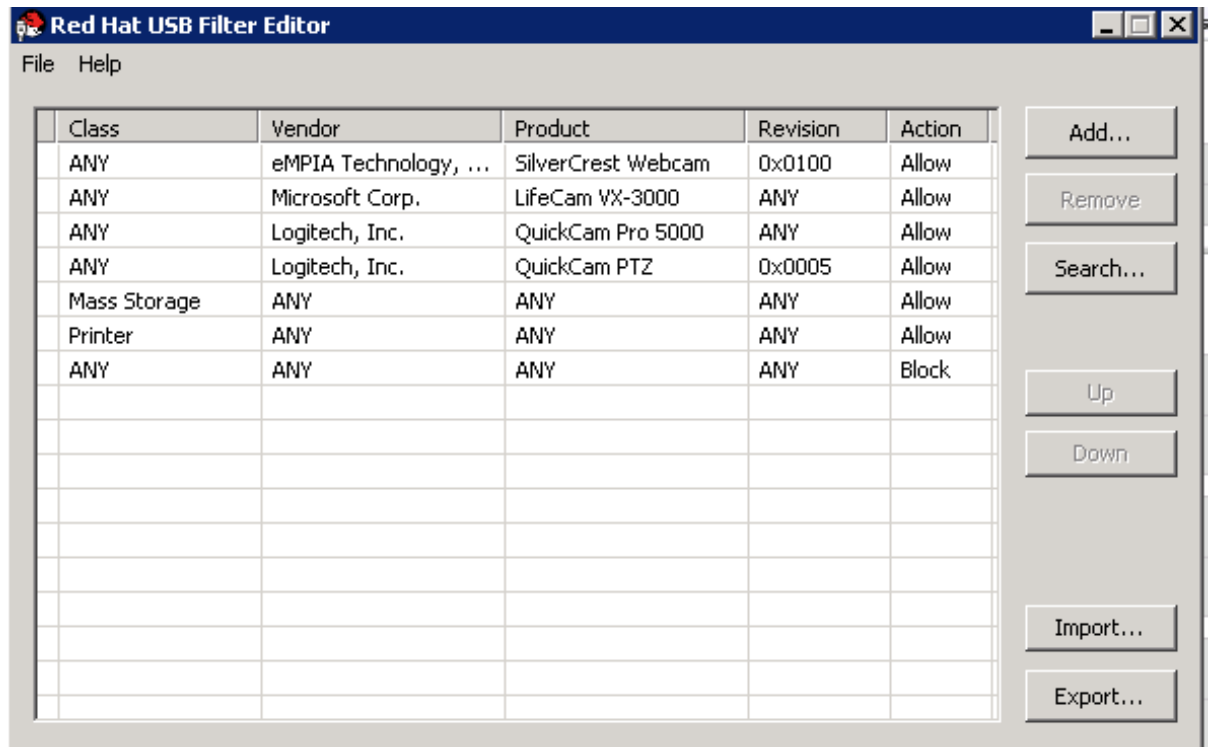 Red Hat USB Filter Editor
File Help
Class Vendor Product Revision Action
ANY eMPIA Technology, ... SilverCrest Webcam 0x0100 Allow
ANY Microsoft Corp. LifeCam VX-3000 ANY Allow
ANY Logitech, Inc. QuickCam Pro 5000 ANY Allow
ANY Logitech, Inc. QuickCam PTZ 0x0005 Allow
Mass Storage ANY ANY ANY Allow
Printer ANY ANY ANY Allow
ANY ANY ANY ANY Block
Add...
Remove
Search...
Up
Down
Import...
Export...